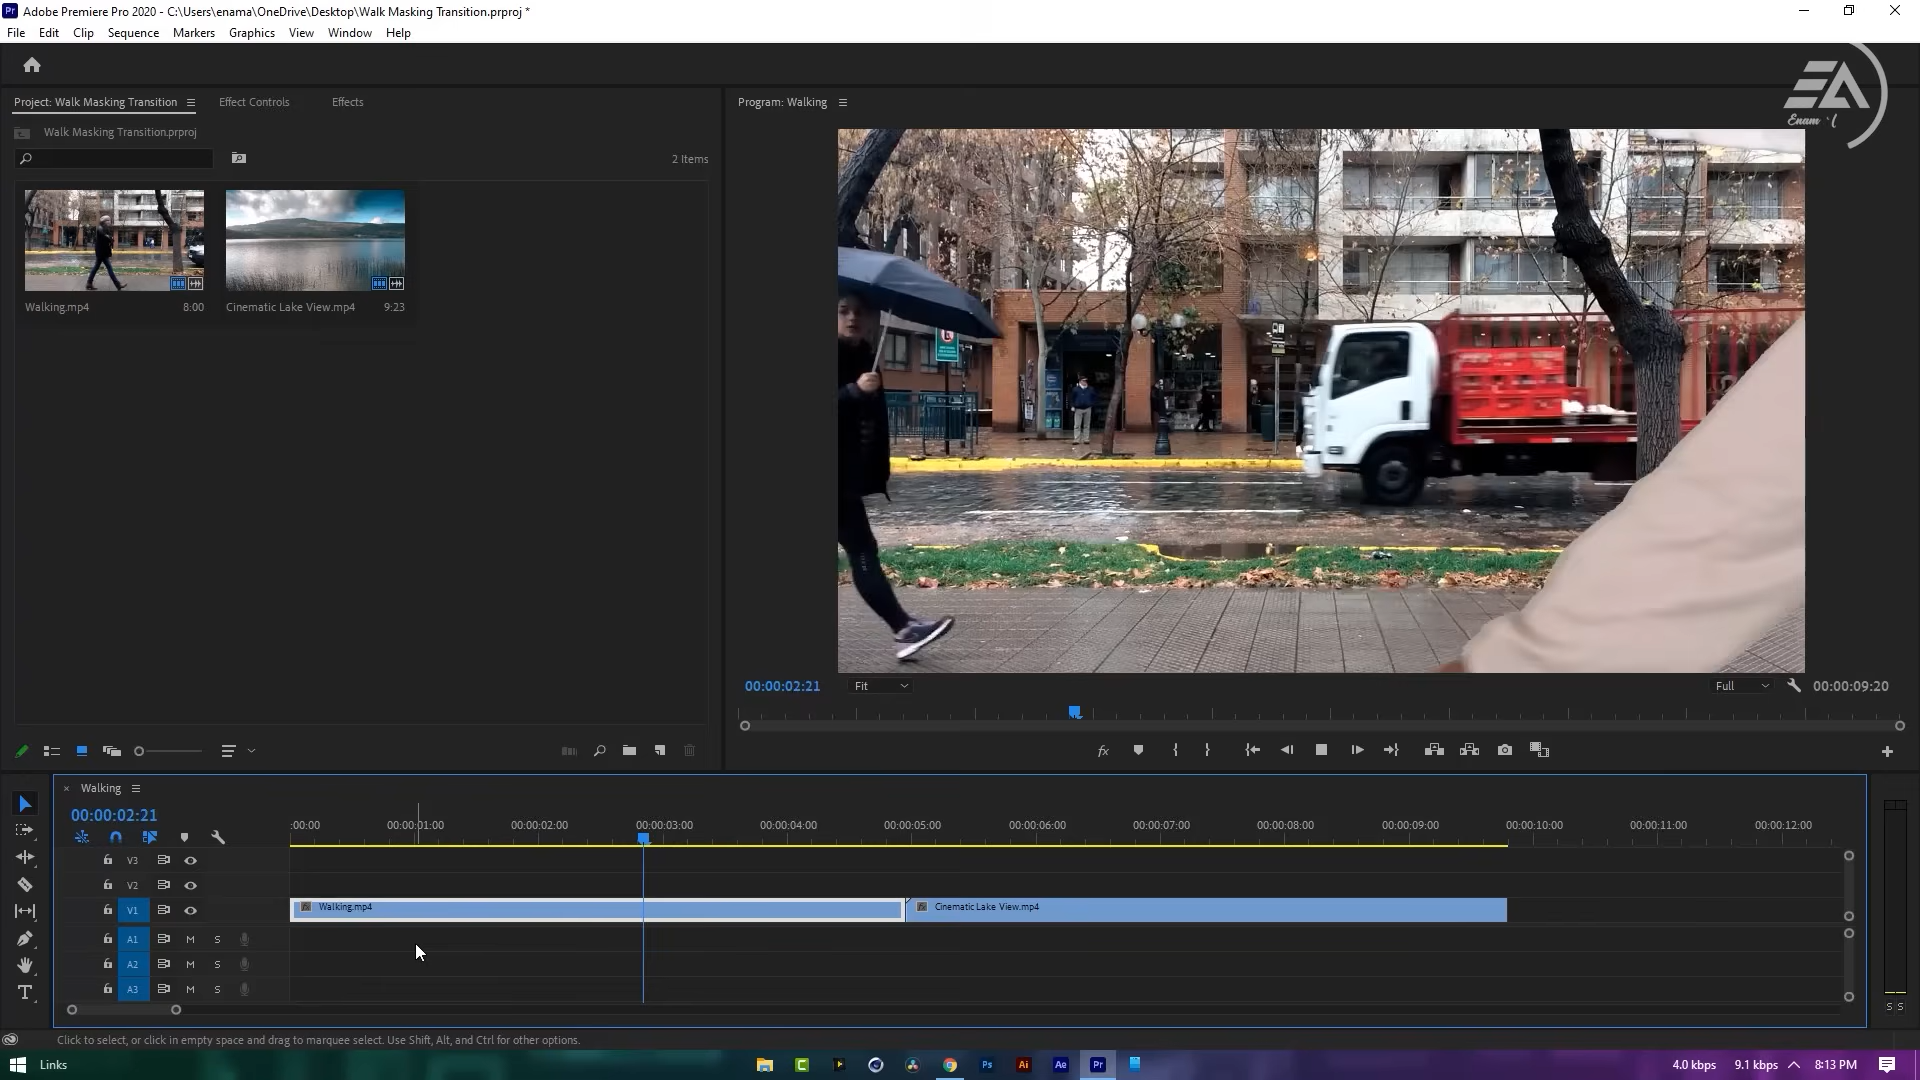 Adobe Premiere Pro 2020 - C:\Users\enama\OneDrive\Desktop\Walk Masking Transition.prproj *
File Edit Clip Sequence Markers Graphics View Window Help
Project: Walk Masking Transition Effect Controls Effects
Walk Masking Transition.prproj
2 Items
Walking.mp4 8:00
Cinematic Lake View.mp4 9:23
Program: Walking
EA
Enam
00:00:02:21 Fit Full 00:00:09:20
Walking
00:00:02:21
:00:00 00:00:01:00 00:00:02:00 00:00:03:00 00:00:04:00 00:00:05:00 00:00:06:00 00:00:07:00 00:00:08:00 00:00:09:00 00:00:10:00 00:00:11:00 00:00:12:00
V3
V2
V1 Walking.mp4 Cinematic Lake View.mp4
A1 M S
A2 M S
A3 M S
S S
Click to select, or click in empty space and drag to marquee select. Use Shift, Alt, and Ctrl for other options.
Links Ps Ai Ae Pr 4.0 kbps 9.1 kbps 8:13 PM